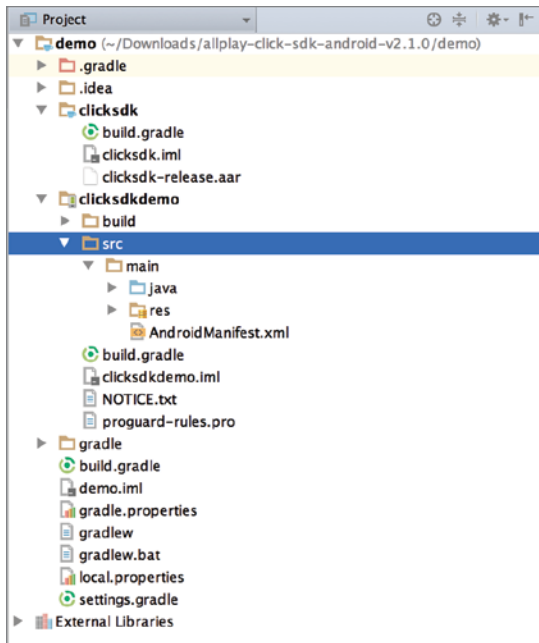 Project
demo (~/Downloads/allplay-click-sdk-android-v2.1.0/demo)
.gradle
.idea
clicksdk
build.gradle
clicksdk.iml
clicksdk-release.aar
clicksdkdemo
build
src
main
java
res
AndroidManifest.xml
build.gradle
clicksdkdemo.iml
NOTICE.txt
proguard-rules.pro
gradle
build.gradle
demo.iml
gradle.properties
gradlew
gradlew.bat
local.properties
settings.gradle
External Libraries